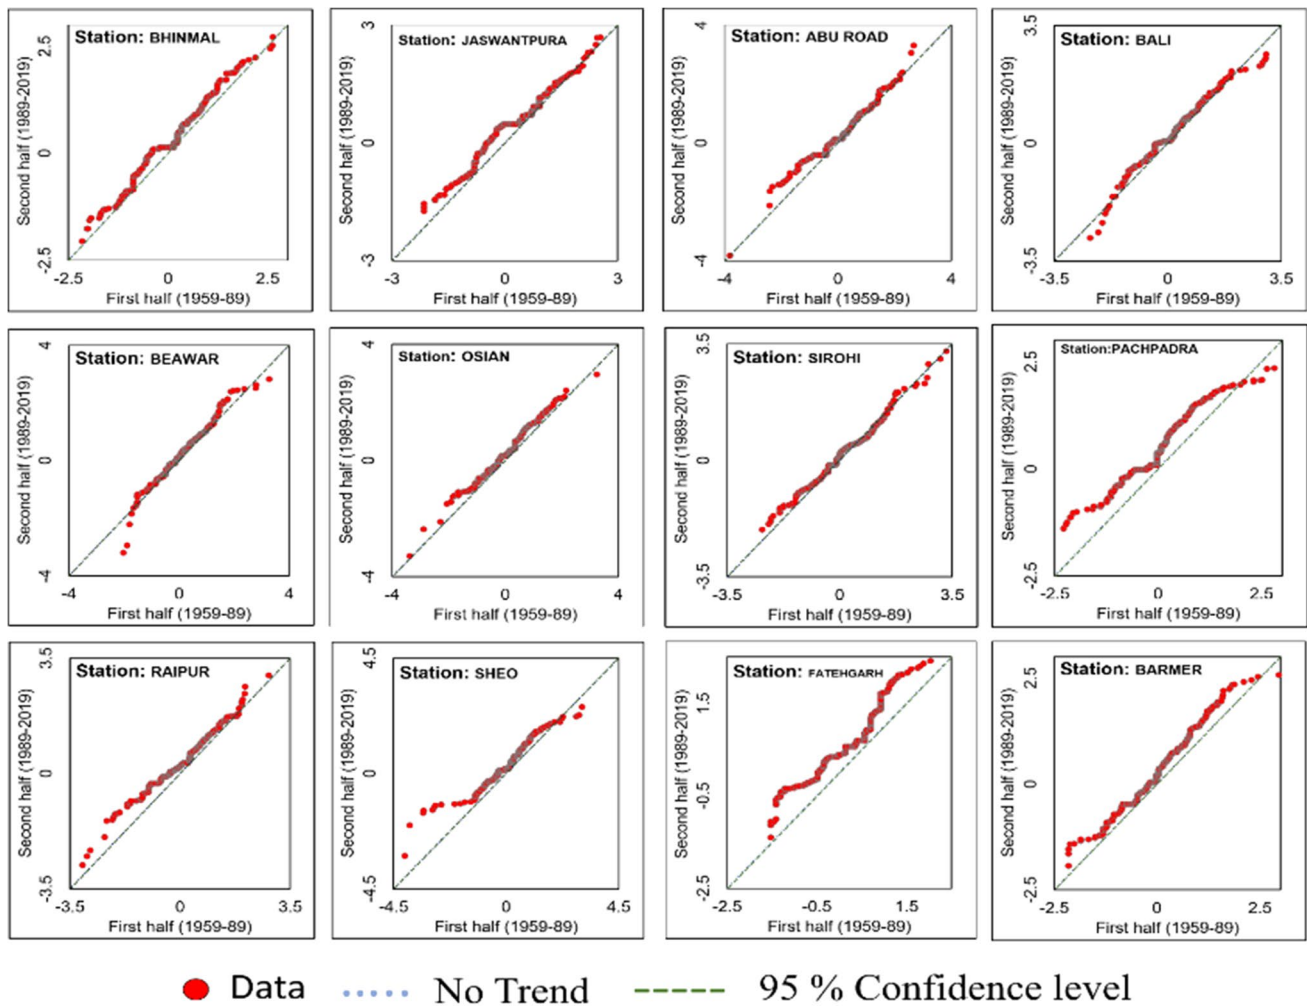 Station: BHINMAL
Second half (1989-2019)
2.5
0
-2.5
-2.5 0 2.5
First half (1959-89)
Station: JASWANTPURA
Second half (1989-2019)
3
0
-3
-3 0 3
First half (1959-89)
Station: ABU ROAD
Second half (1989-2019)
4
0
-4
-4 0 4
First half (1959-89)
Station: BALI
Second half (1989-2019)
3.5
0
-3.5
-3.5 0 3.5
First half (1959-89)
Station: BEAWAR
Second half (1989-2019)
4
0
-4
-4 0 4
First half (1959-89)
Station: OSIAN
Second half (1989-2019)
4
0
-4
-4 0 4
First half (1959-89)
Station: SIROHI
Second half (1989-2019)
3.5
0
-3.5
-3.5 0 3.5
First half (1959-89)
Station:PACHPADRA
Second half (1989-2019)
2.5
0
-2.5
-2.5 0 2.5
First half (1959-89)
Station: RAIPUR
Second half (1989-2019)
3.5
0
-3.5
-3.5 0 3.5
First half (1959-89)
Station: SHEO
Second half (1989-2019)
4.5
0
-4.5
-4.5 0 4.5
First half (1959-89)
Station: FATEHGARH
Second half (1989-2019)
1.5
-0.5
-2.5
-2.5 -0.5 1.5
First half (1959-89)
Station: BARMER
Second half (1989-2019)
2.5
0
-2.5
-2.5 0 2.5
First half (1959-89)
Data No Trend 95 % Confidence level